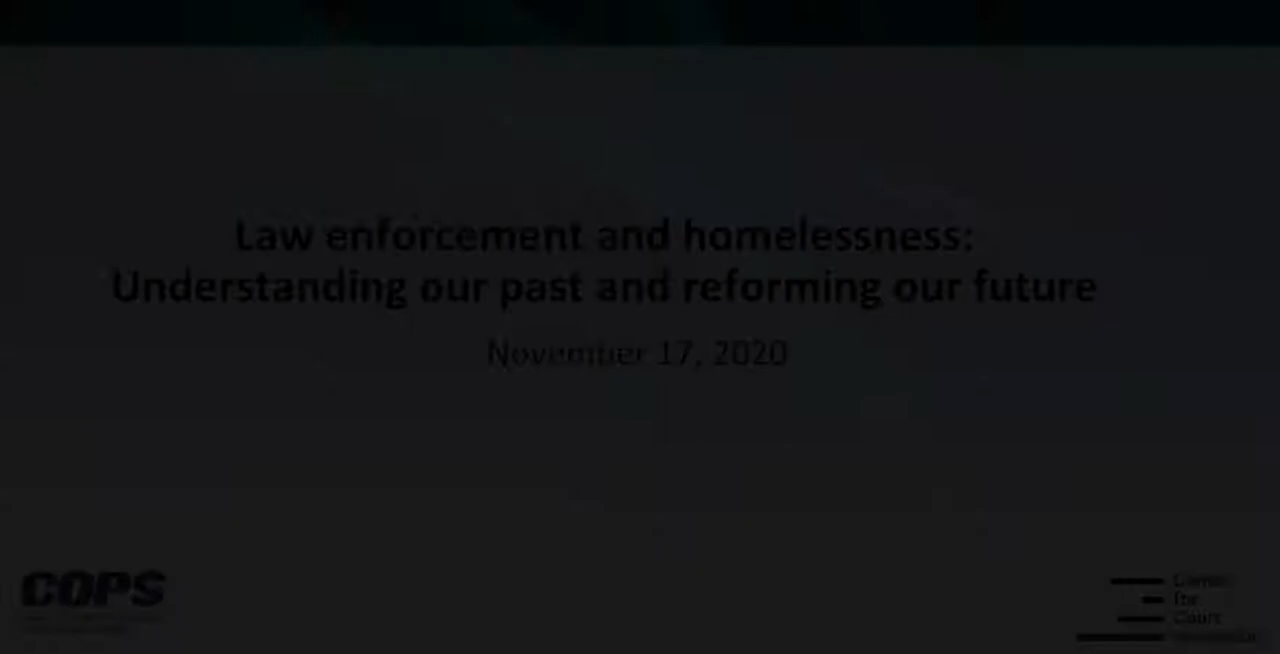 Law enforcement and homelessness:
Understanding our past and reforming our future
November 17, 2020
COPS
Center
for
Court